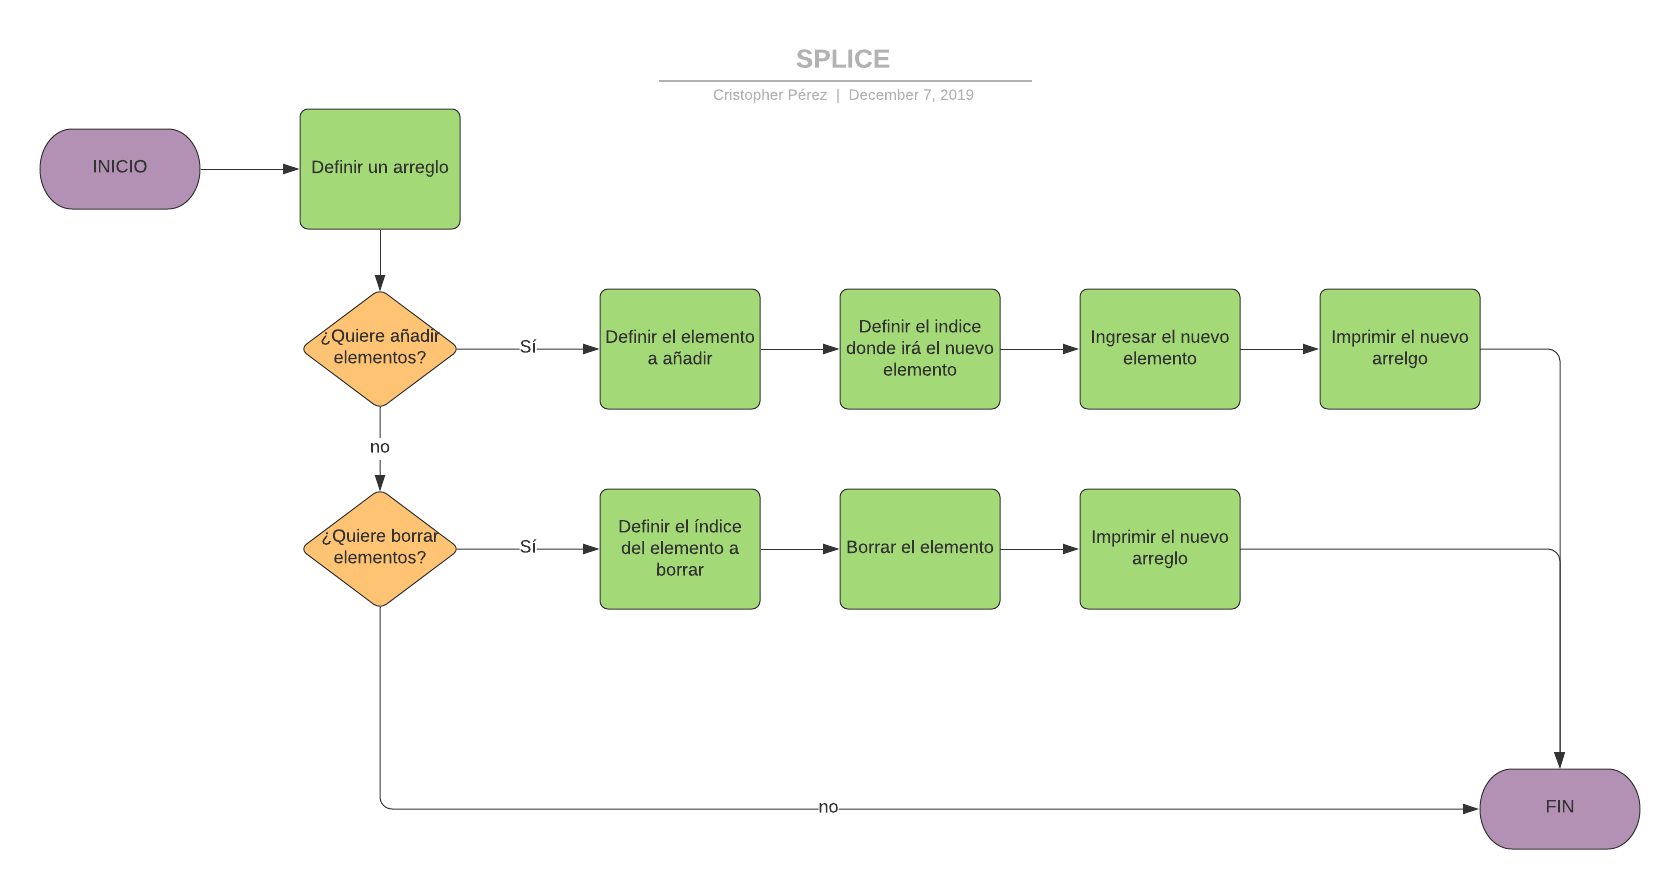 SPLICE
Cristopher Pérez | December 7, 2019
INICIO
Definir un arreglo
¿Quiere añadir
elementos?
Sí
Definir el elemento
a añadir
Definir el indice
donde irá el nuevo
elemento
Ingresar el nuevo
elemento
Imprimir el nuevo
arrelgo
no
¿Quiere borrar
elementos?
Sí
Definir el índice
del elemento a
borrar
Borrar el elemento
Imprimir el nuevo
arreglo
no
FIN